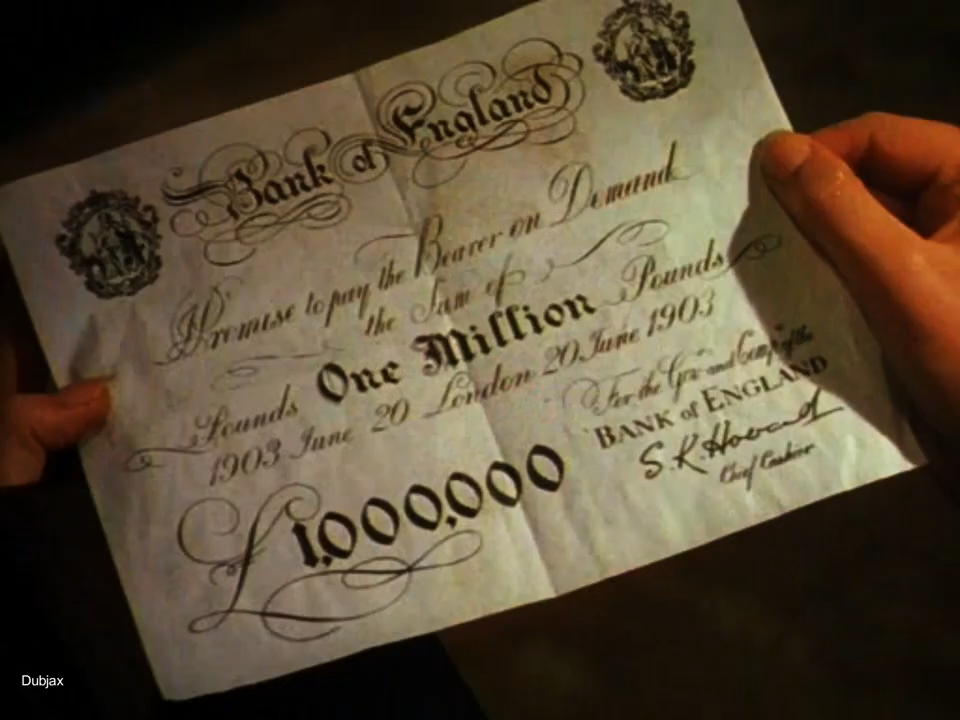 Bank of England
Promise to pay the Bearer on Demand
the Sum of
Pounds One Million Pounds
1903 June 20 London 20 June 1903
For the Gov and Comp of the
BANK of ENGLAND
£1,000,000
S.K. Howard
Chief Cashier
Dubjax